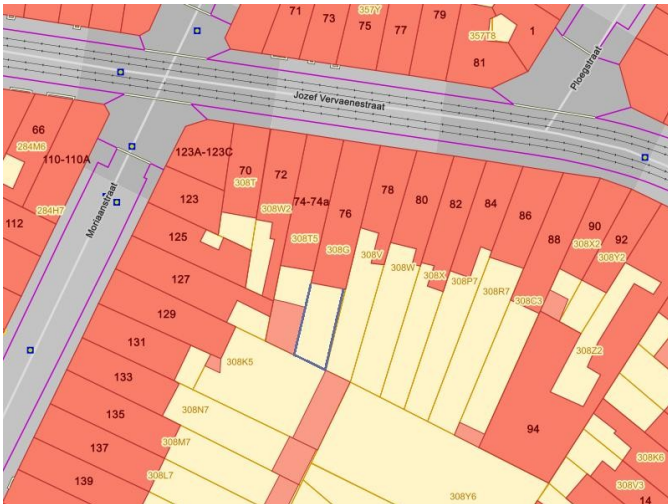 71
73
357Y
75
77
79
357T8
81
1
Ploegstraat
Jozef Vervaenestraat
66
284M6
110-110A
112
284H7
Moriaanstraat
123A-123C
70
308T
72
308W2
74-74a
308T5
76
308G
78
308V
80
308W
82
308X
84
308P7
86
308R7
88
308C3
90
308X2
92
308Y2
308Z2
123
125
127
129
131
133
135
137
139
308K5
308N7
308M7
308L7
94
308Y6
308K6
308V3
14